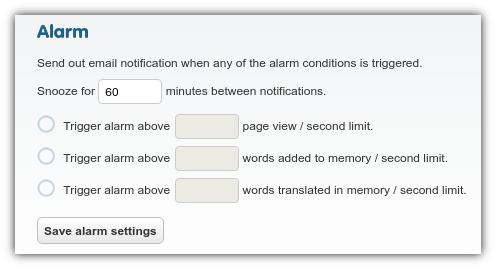 Alarm
Send out email notification when any of the alarm conditions is triggered.
Snooze for 60 minutes between notifications.
Trigger alarm above page view / second limit.
Trigger alarm above words added to memory / second limit.
Trigger alarm above words translated in memory / second limit.
Save alarm settings